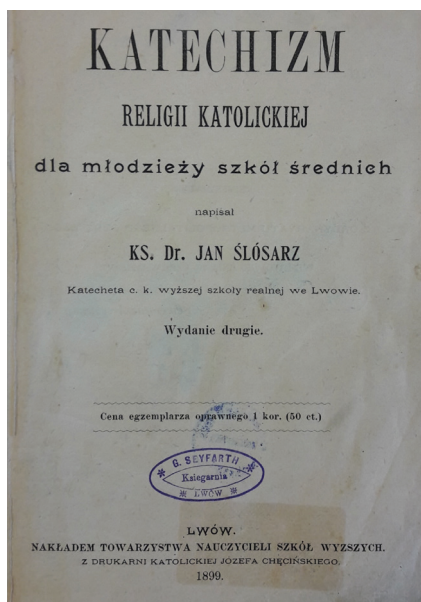 KATECHIZM
RELIGII KATOLICKIEJ
dla młodzieży szkół średnich
napisał
KS. Dr. JAN ŚLÓSARZ
Katecheta c. k. wyższej szkoły realnej we Lwowie.
Wydanie drugie.
Cena egzemplarza oprawnego 1 kor. (50 ct.)
G. SEYFARTH
Księgarnia
LWÓW
LWÓW.
NAKŁADEM TOWARZYSTWA NAUCZYCIELI SZKÓŁ WYŻSZYCH.
Z DRUKARNI KATOLICKIEJ JÓZEFA CHĘCIŃSKIEGO.
1899.